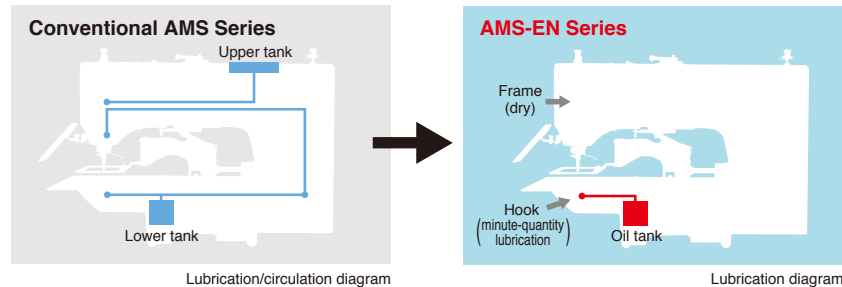 Conventional AMS Series
Upper tank
Lower tank
Lubrication/circulation diagram
AMS-EN Series
Frame
(dry)
Hook
(minute-quantity
lubrication)
Oil tank
Lubrication diagram